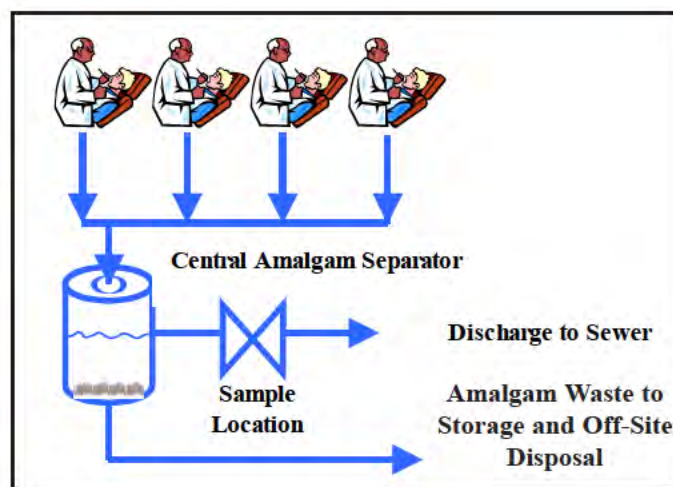 Central Amalgam Separator
Discharge to Sewer
Sample
Location
Amalgam Waste to
Storage and Off-Site
Disposal